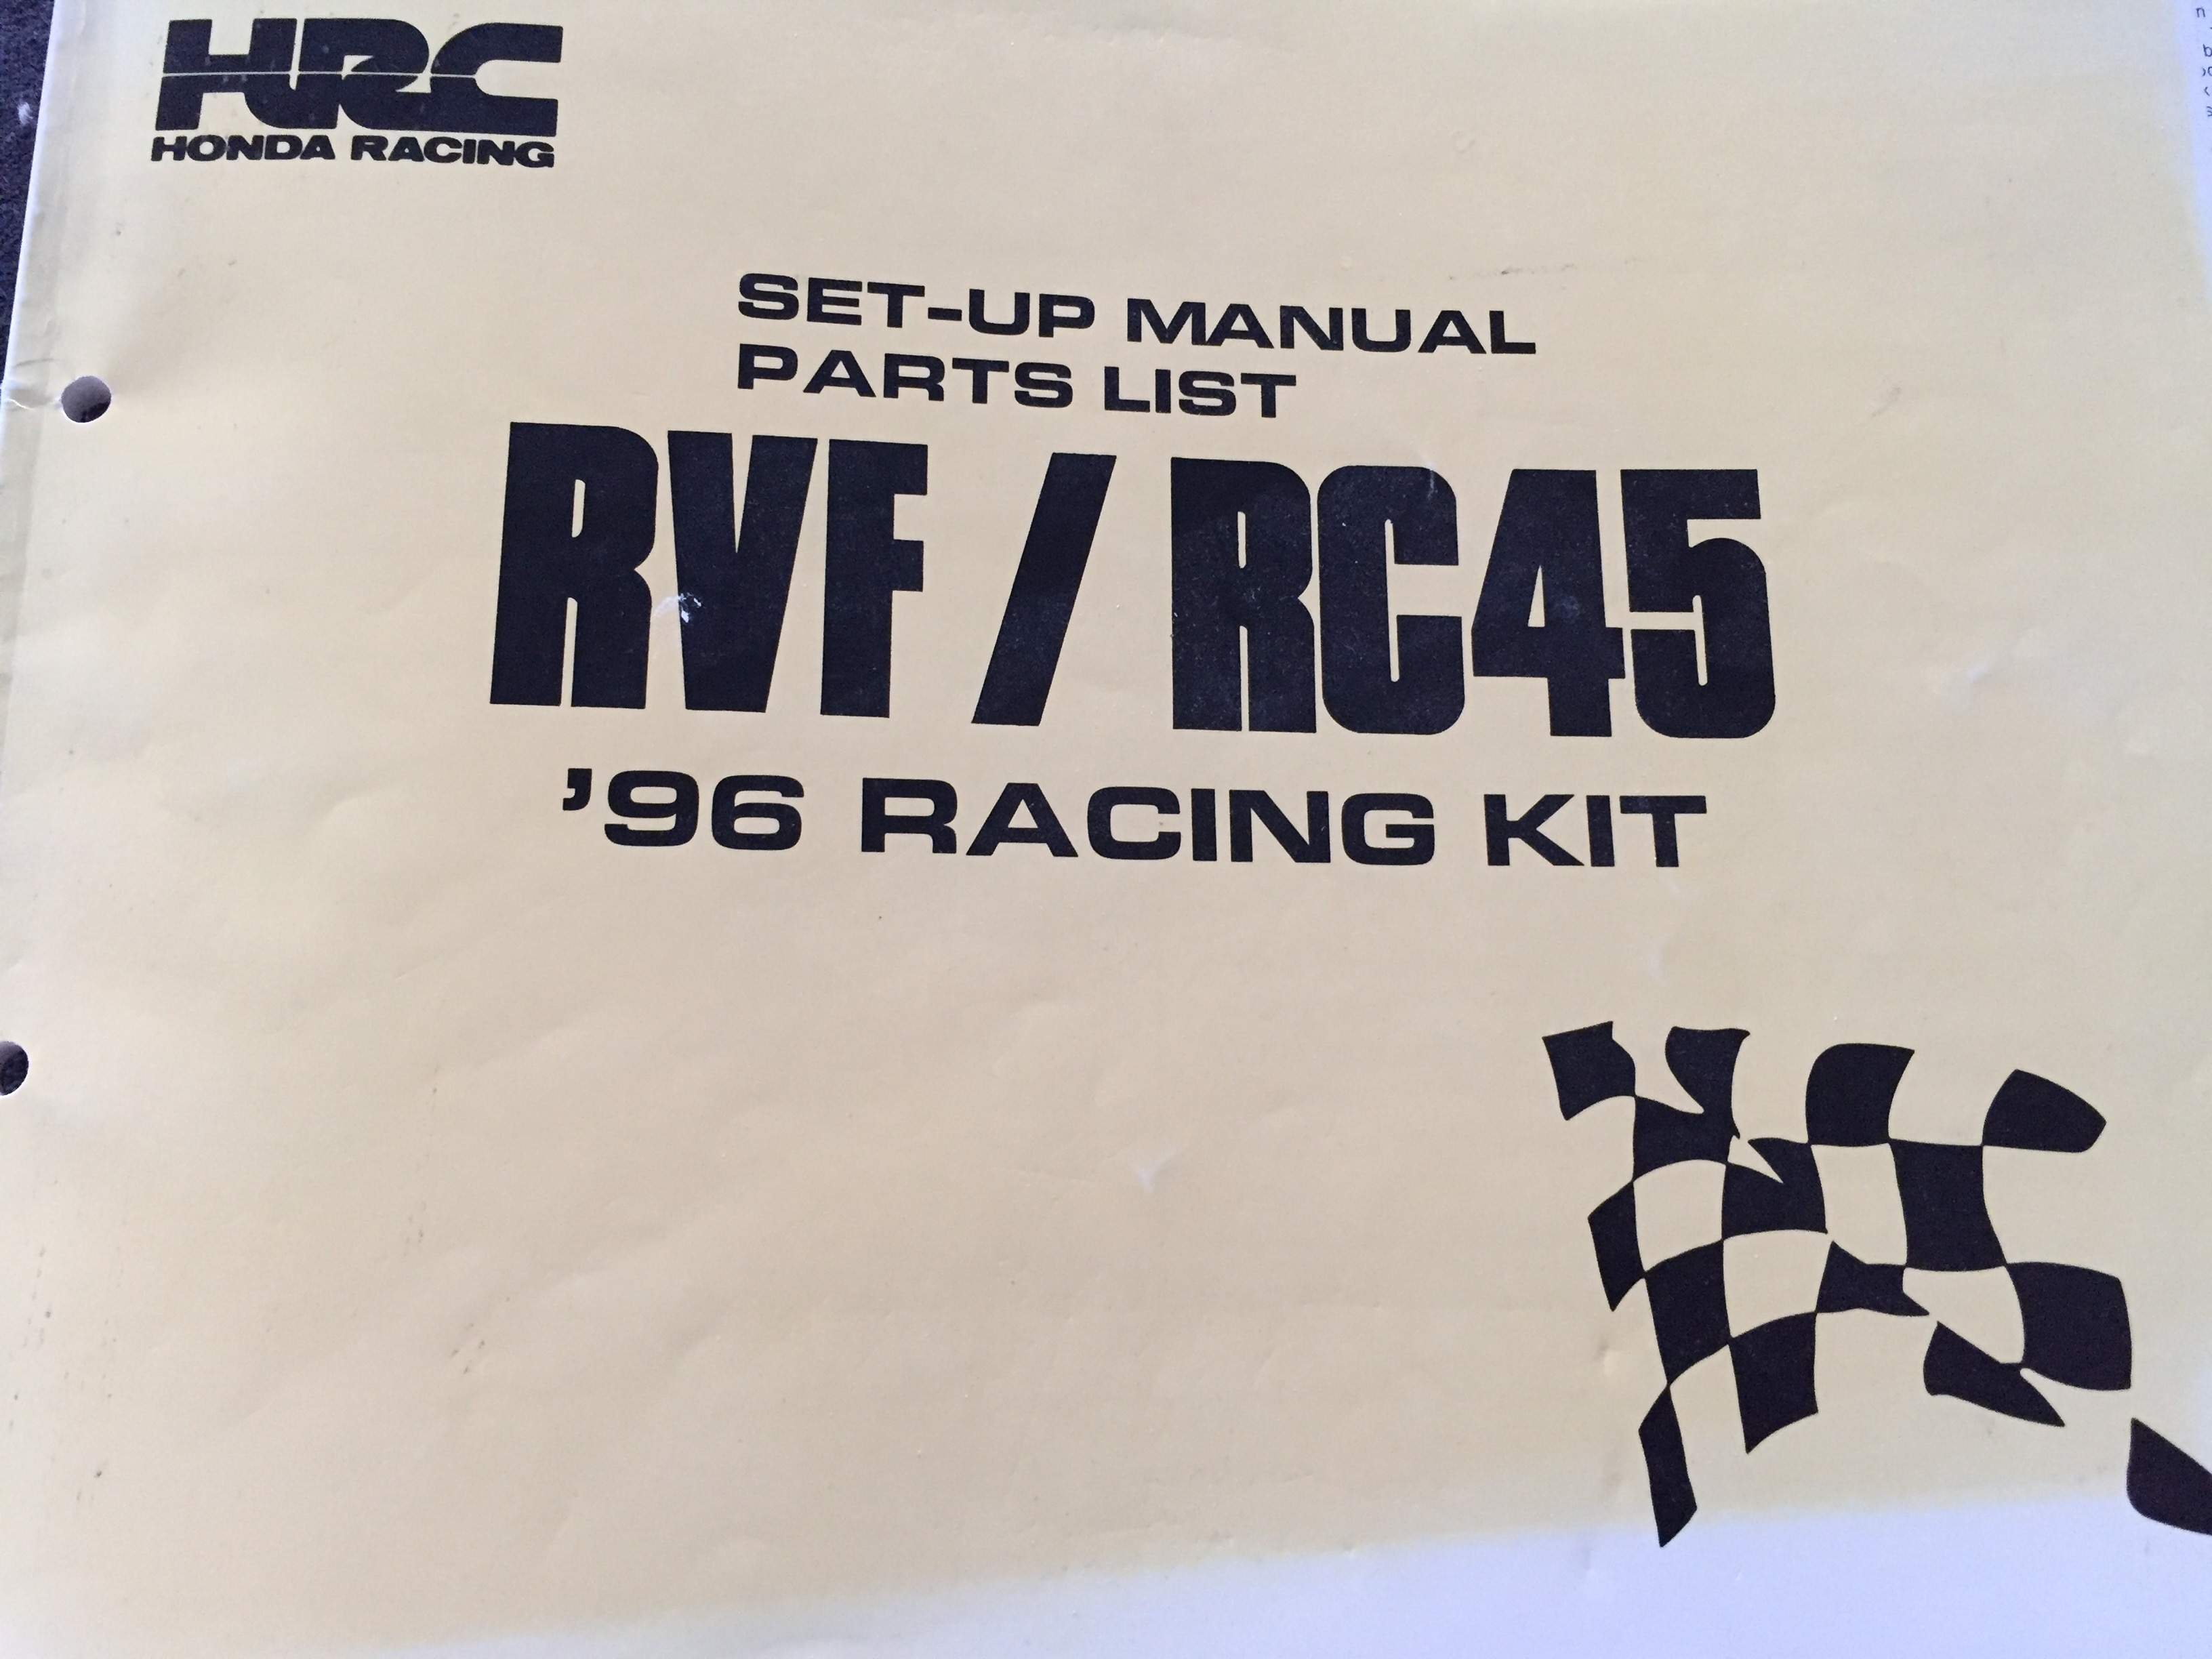 HRC
HONDA RACING
SET-UP MANUAL
PARTS LIST
RVF / RC45
'96 RACING KIT